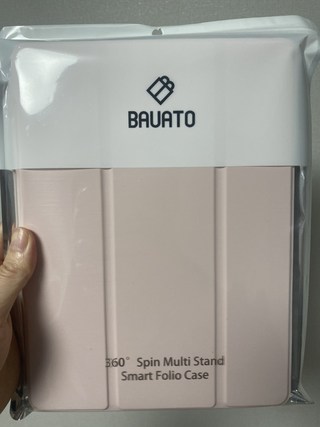 BAUATO
360° Spin Multi Stand
Smart Folio Case